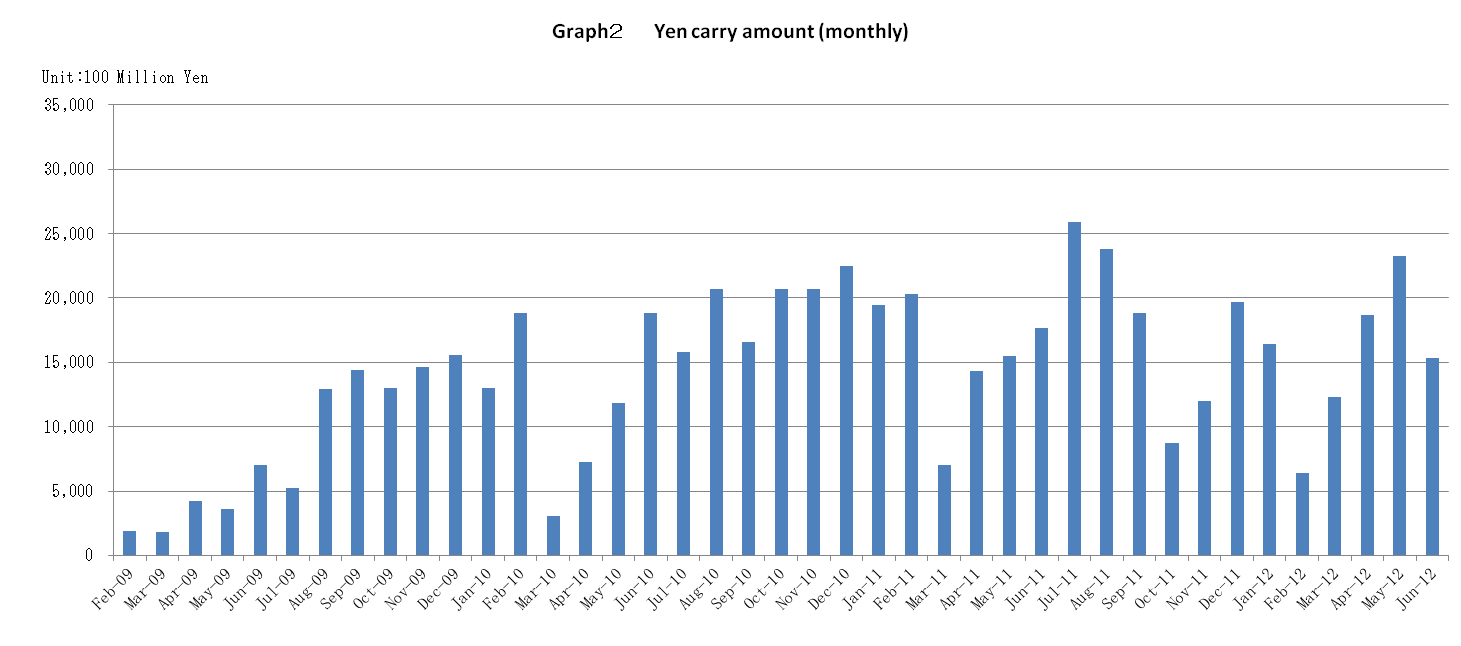 Graph２ Yen carry amount (monthly)
Unit:100 Million Yen
35,000
30,000
25,000
20,000
15,000
10,000
5,000
0
Feb-09
Mar-09
Apr-09
May-09
Jun-09
Jul-09
Aug-09
Sep-09
Oct-09
Nov-09
Dec-09
Jan-10
Feb-10
Mar-10
Apr-10
May-10
Jun-10
Jul-10
Aug-10
Sep-10
Oct-10
Nov-10
Dec-10
Jan-11
Feb-11
Mar-11
Apr-11
May-11
Jun-11
Jul-11
Aug-11
Sep-11
Oct-11
Nov-11
Dec-11
Jan-12
Feb-12
Mar-12
Apr-12
May-12
Jun-12